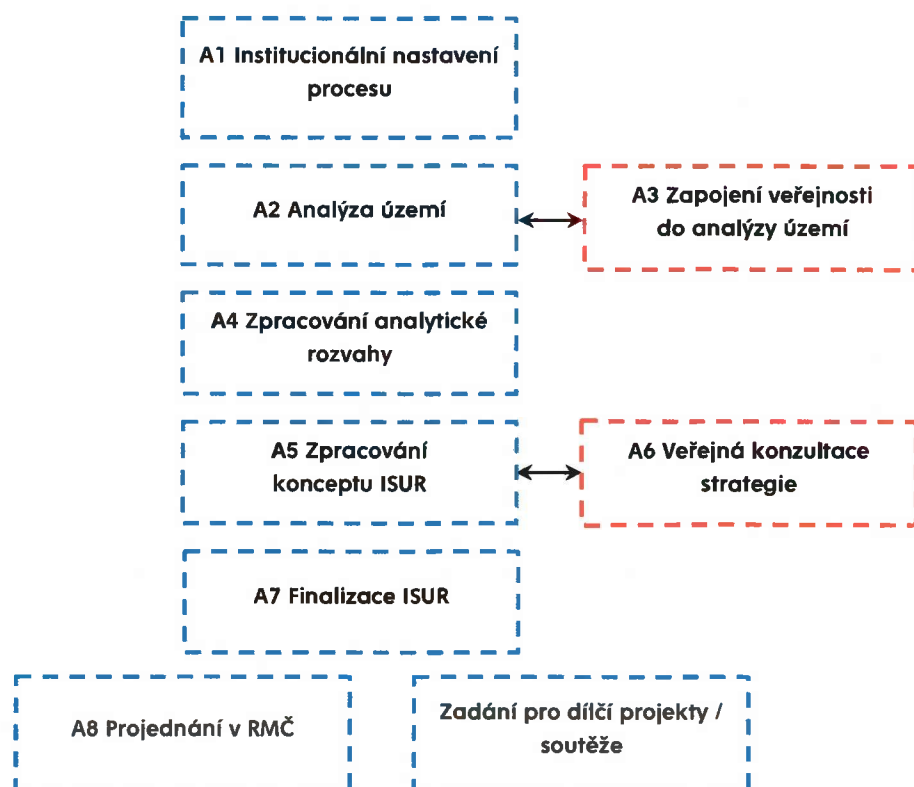 A1 Institucionální nastavení
procesu
A2 Analýza území
A3 Zapojení veřejnosti
do analýzy území
A4 Zpracování analytické
rozvahy
A5 Zpracování
konceptu ISUR
A6 Veřejná konzultace
strategie
A7 Finalizace ISUR
A8 Projednání v RMČ
Zadání pro dílčí projekty /
soutěže